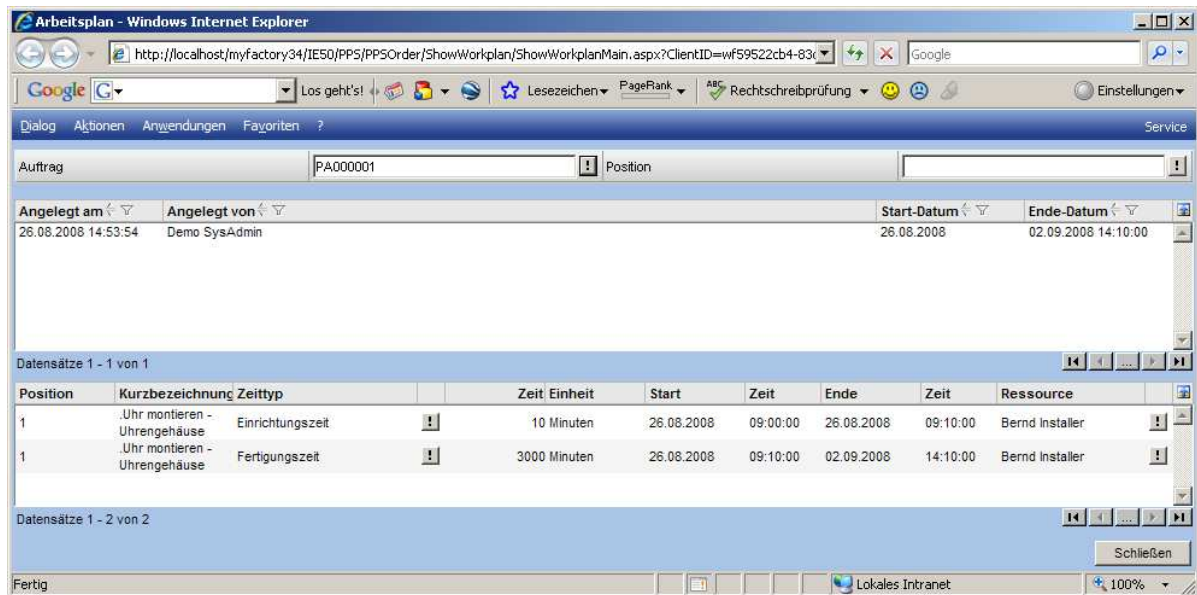 Arbeitsplan - Windows Internet Explorer
http://localhost/myfactory34/IE50/PPS/PPSOrder/ShowWorkplan/ShowWorkplanMain.aspx?ClientID=wf59522cb4-83 Google
Google G Los geht's! Lesezeichen PageRank ABC Rechtschreibprüfung Einstellungen
Dialog Aktionen Anwendungen Favoriten ? Service
Auftrag PA000001 ! Position !
Angelegt am Angelegt von Start-Datum Ende-Datum
26.08.2008 14:53:54 Demo SysAdmin 26.08.2008 02.09.2008 14:10:00
Datensätze 1 - 1 von 1 ...
Position Kurzbezeichnung Zeittyp Zeit Einheit Start Zeit Ende Zeit Ressource
1 .Uhr montieren - Uhrengehäuse Einrichtungszeit ! 10 Minuten 26.08.2008 09:00:00 26.08.2008 09:10:00 Bernd Installer !
1 .Uhr montieren - Uhrengehäuse Fertigungszeit ! 3000 Minuten 26.08.2008 09:10:00 02.09.2008 14:10:00 Bernd Installer !
Datensätze 1 - 2 von 2 ...
Schließen
Fertig Lokales Intranet 100%